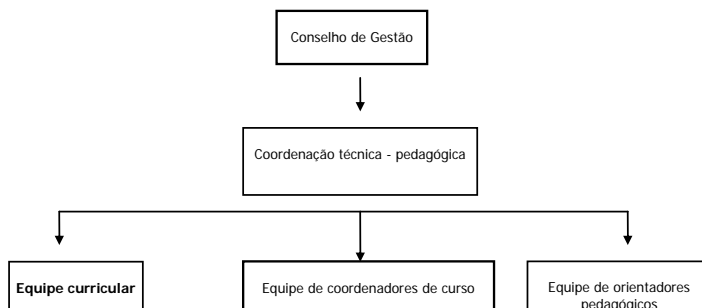 Conselho de Gestão
Coordenação técnica - pedagógica
Equipe curricular
Equipe de coordenadores de curso
Equipe de orientadores
pedagógicos